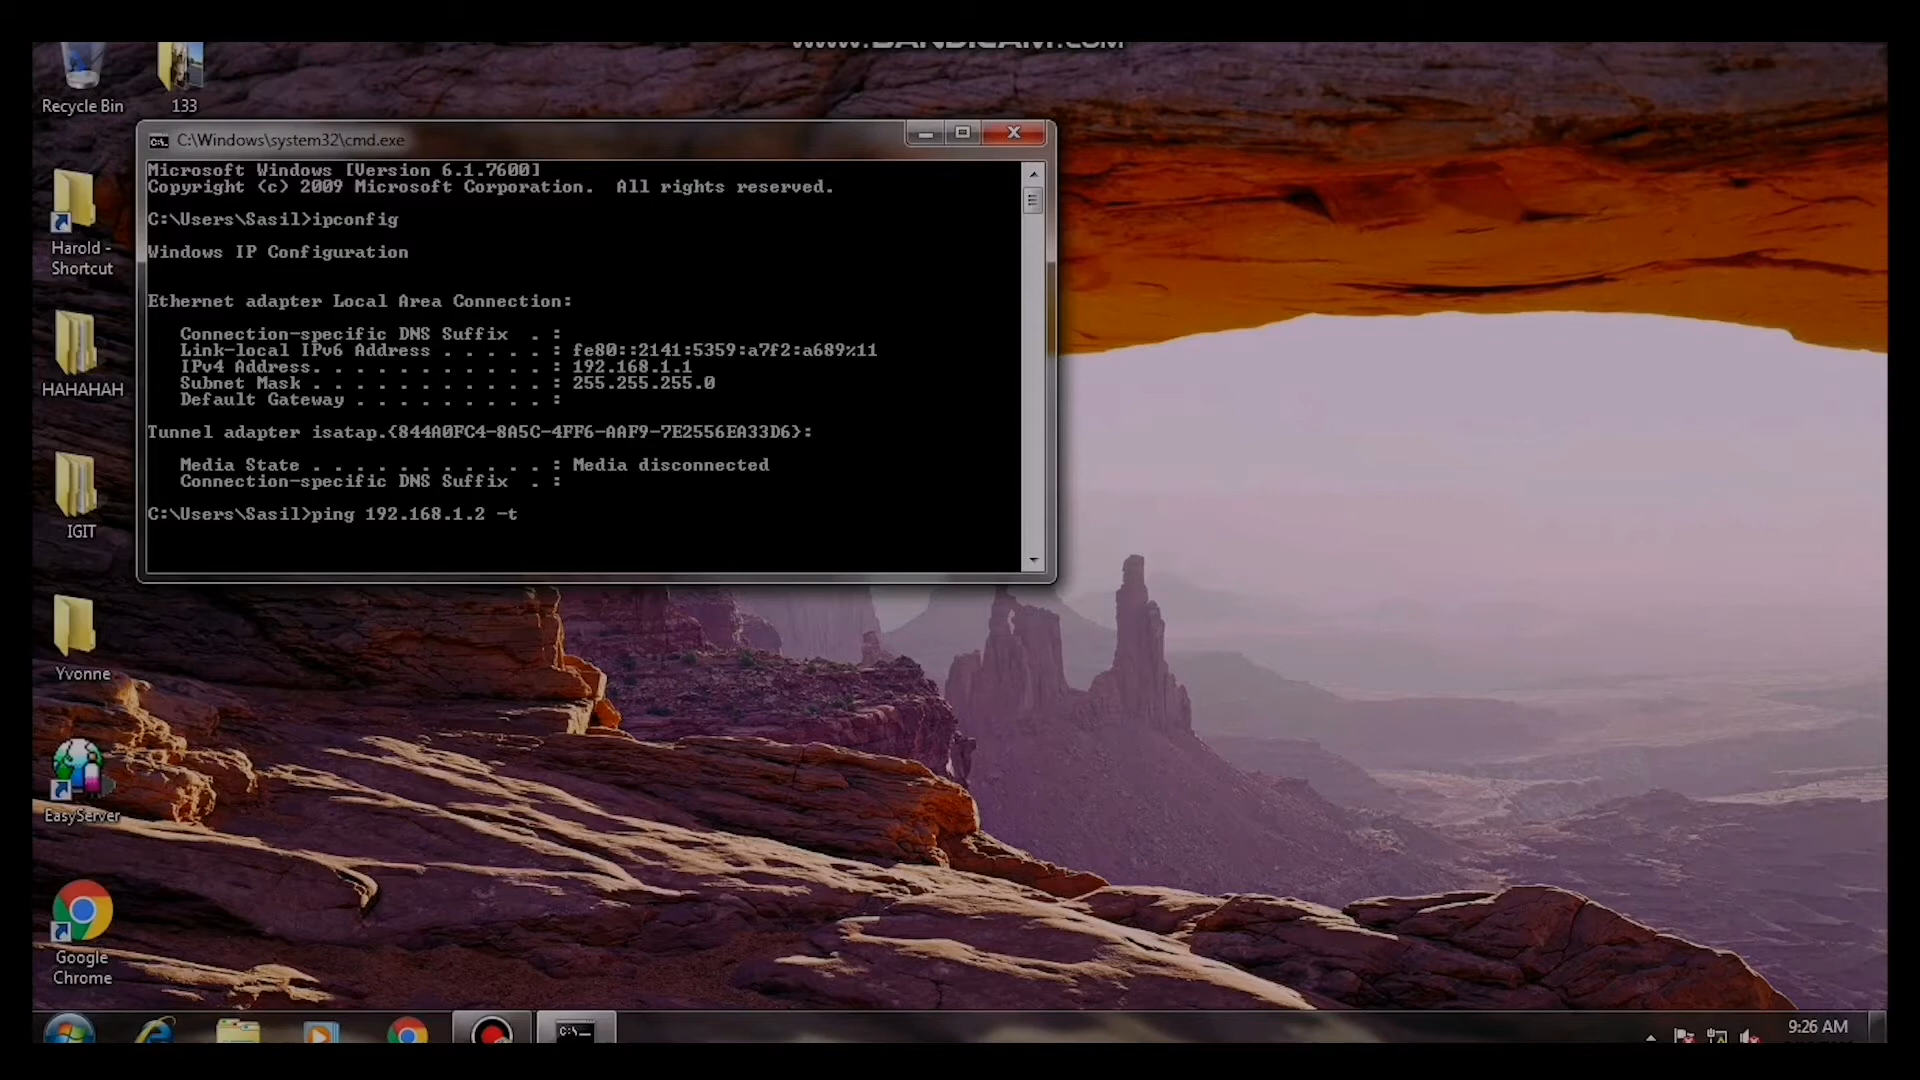 www.BANDICAM.com
Recycle Bin
133
C:\Windows\system32\cmd.exe
Microsoft Windows [Version 6.1.7600]
Copyright (c) 2009 Microsoft Corporation.  All rights reserved.
C:\Users\Sasil>ipconfig
Windows IP Configuration
Ethernet adapter Local Area Connection:
Connection-specific DNS Suffix  . :
Link-local IPv6 Address . . . . . : fe80::2141:5359:a7f2:a689%11
IPv4 Address. . . . . . . . . . . : 192.168.1.1
Subnet Mask . . . . . . . . . . . : 255.255.255.0
Default Gateway . . . . . . . . . :
Tunnel adapter isatap.{844A0FC4-8A5C-4FF6-AAF9-7E2556EA33D6}:
Media State . . . . . . . . . . . : Media disconnected
Connection-specific DNS Suffix  . :
C:\Users\Sasil>ping 192.168.1.2 -t
Harold -
Shortcut
HAHAHAH
IGIT
Yvonne
EasyServer
Google
Chrome
C:\
9:26 AM